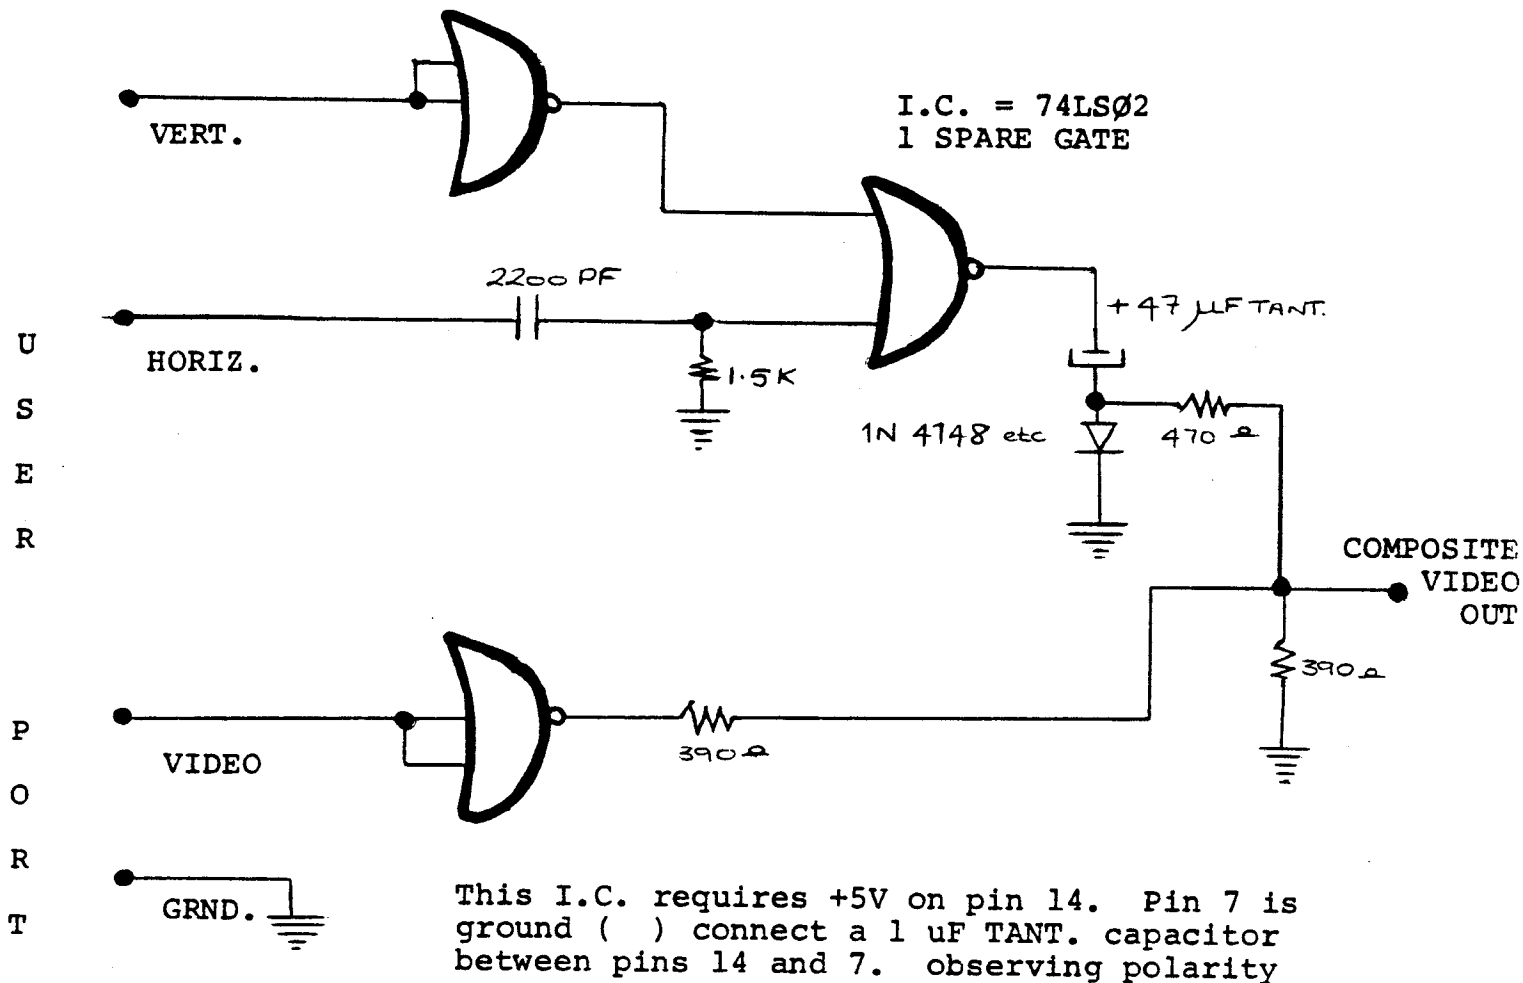 VERT.
I.C. = 74LSØ2
1 SPARE GATE
2200 PF
HORIZ.
1.5K
+47 µF TANT.
1N 4148 etc
470 Ω
COMPOSITE
VIDEO
OUT
390 Ω
VIDEO
390 Ω
GRND.
USER
PORT
This I.C. requires +5V on pin 14. Pin 7 is
ground ( ) connect a 1 uF TANT. capacitor
between pins 14 and 7. observing polarity